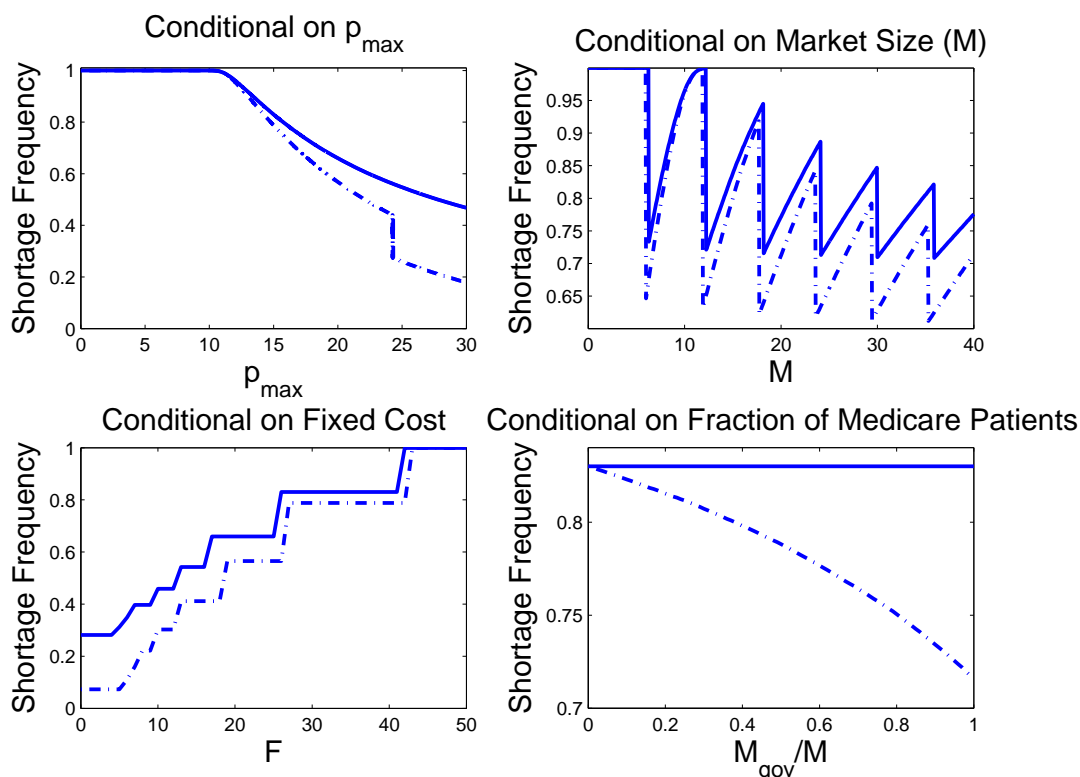 Conditional on p_max
Shortage Frequency
1
0.8
0.6
0.4
0.2
0
0 5 10 15 20 25 30
p_max
Conditional on Market Size (M)
Shortage Frequency
0.95
0.9
0.85
0.8
0.75
0.7
0.65
0 10 20 30 40
M
Conditional on Fixed Cost
Shortage Frequency
1
0.8
0.6
0.4
0.2
0
0 10 20 30 40 50
F
Conditional on Fraction of Medicare Patients
Shortage Frequency
0.8
0.75
0.7
0 0.2 0.4 0.6 0.8 1
M_gov/M